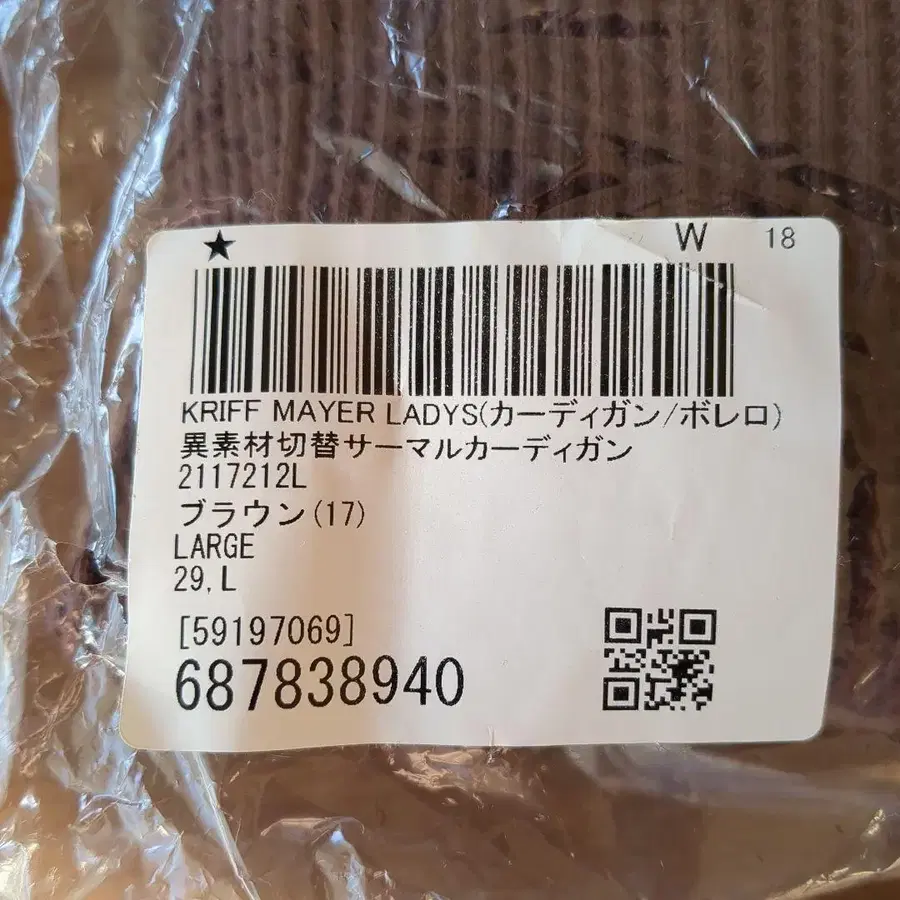 ★ W 18
KRIFF MAYER LADYS(カーディガン/ボレロ)
異素材切替サーマルカーディガン
2117212L
ブラウン(17)
LARGE
29, L
[59197069]
687838940